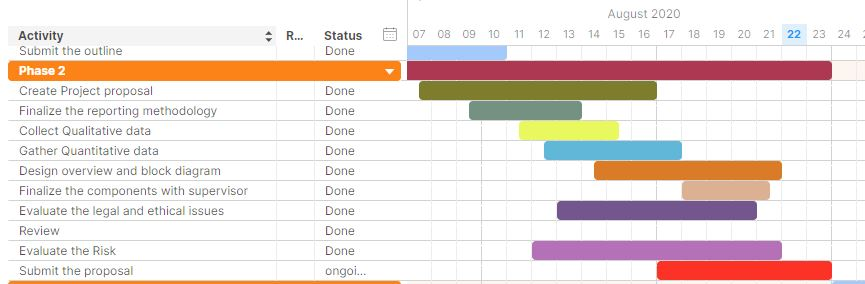 August 2020
Activity R... Status 07 08 09 10 11 12 13 14 15 16 17 18 19 20 21 22 23 24
Submit the outline Done
Phase 2
Create Project proposal Done
Finalize the reporting methodology Done
Collect Qualitative data Done
Gather Quantitative data Done
Design overview and block diagram Done
Finalize the components with supervisor Done
Evaluate the legal and ethical issues Done
Review Done
Evaluate the Risk Done
Submit the proposal ongoi...